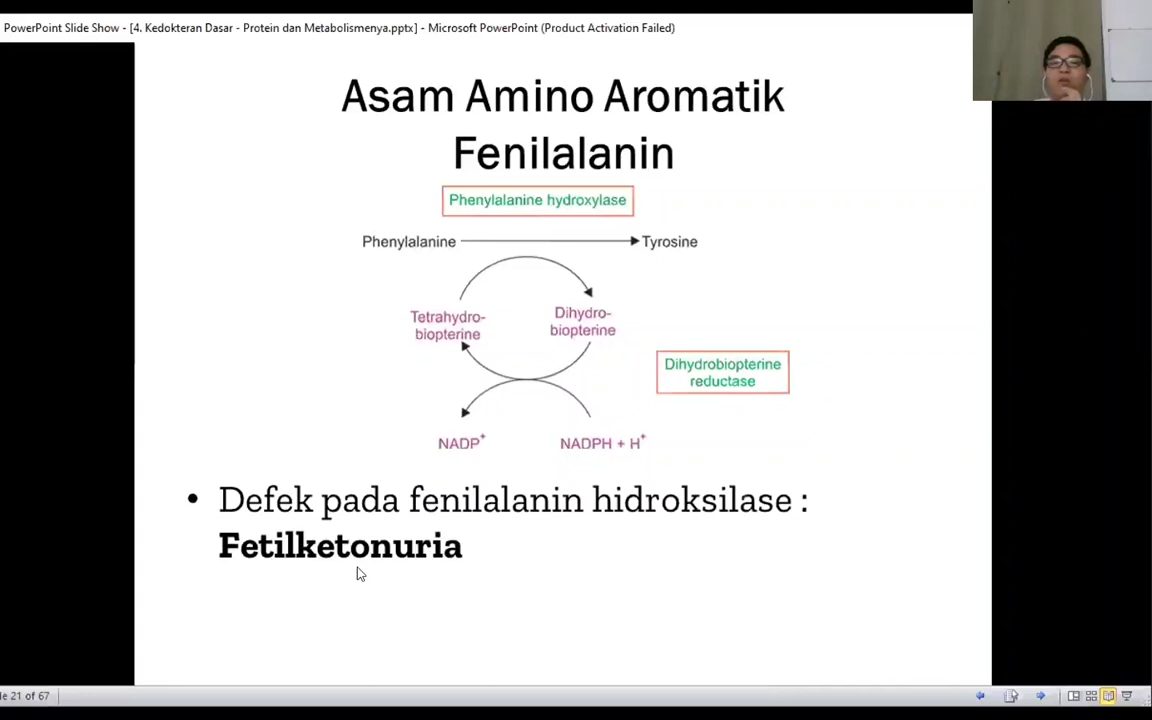 PowerPoint Slide Show - [4. Kedokteran Dasar - Protein dan Metabolismenya.pptx] - Microsoft PowerPoint (Product Activation Failed)
Asam Amino Aromatik
Fenilalanin
Phenylalanine hydroxylase
Phenylalanine
Tyrosine
Tetrahydro-
biopterine
Dihydro-
biopterine
Dihydrobiopterine
reductase
NADP+
NADPH + H+
• Defek pada fenilalanin hidroksilase :
Fetilketonuria
le 21 of 67